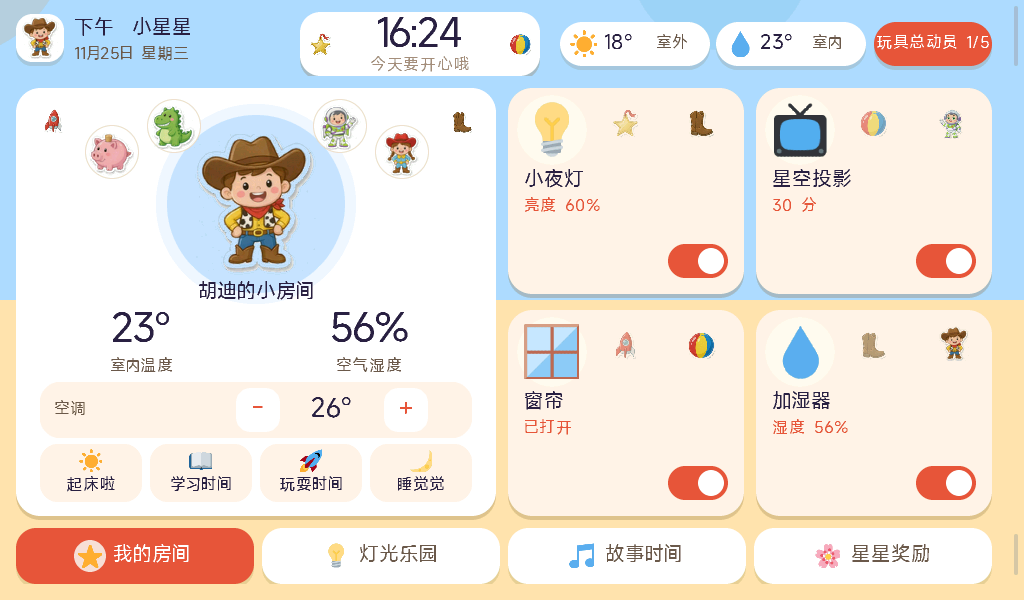 下午 小星星
11月25日 星期三
16:24
今天要开心哦
18° 室外
23° 室内
玩具总动员 1/5
胡迪的小房间
23°
室内温度
56%
空气湿度
空调
- 26° +
起床啦
学习时间
玩耍时间
睡觉觉
小夜灯
亮度 60%
星空投影
30 分
窗帘
已打开
加湿器
湿度 56%
我的房间
灯光乐园
故事时间
星星奖励